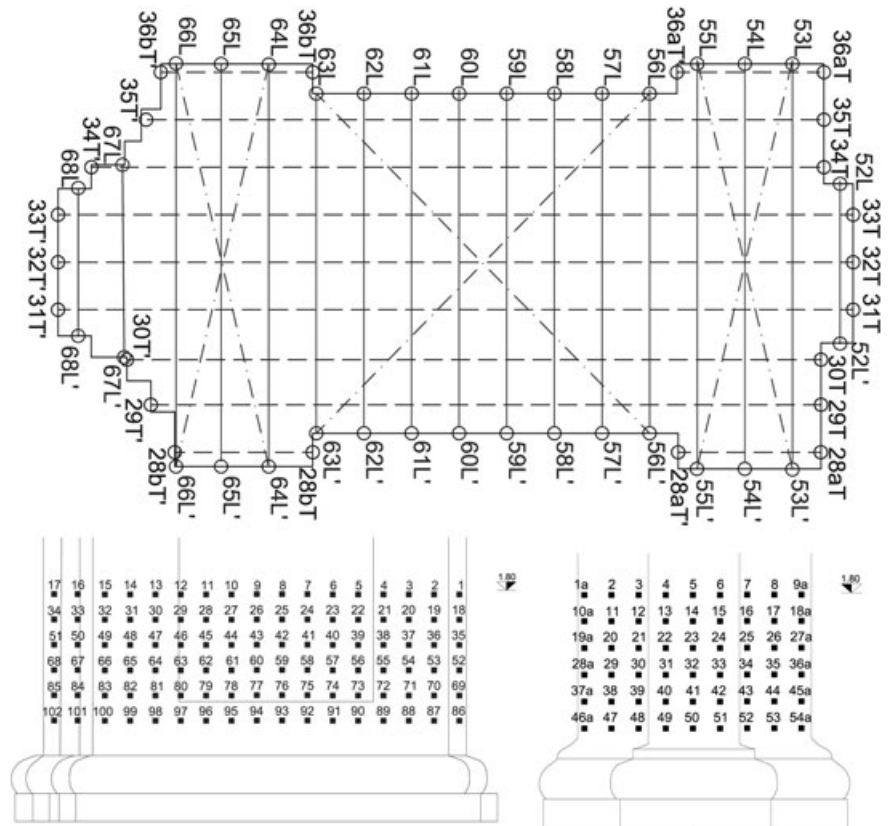 36bT' 66L 65L 64L 36bT 63L 62L 61L 60L 59L 58L 57L 56L 36aT' 55L 54L 53L 36aT
35T' 35T
34T' 67L 34T
68L 52L
33T' 33T
32T' 32T
31T' 31T
68L' 52L'
67L' 30T' 30T
29T' 29T
28bT' 66L' 65L' 64L' 28bT 63L' 62L' 61L' 60L' 59L' 58L' 57L' 56L' 28aT' 55L' 54L' 53L' 28aT
17 16 15 14 13 12 11 10 9 8 7 6 5 4 3 2 1
1.80
34 33 32 31 30 29 28 27 26 25 24 23 22 21 20 19 18
51 50 49 48 47 46 45 44 43 42 41 40 39 38 37 36 35
68 67 66 65 64 63 62 61 60 59 58 57 56 55 54 53 52
85 84 83 82 81 80 79 78 77 76 75 74 73 72 71 70 69
102 101 100 99 98 97 96 95 94 93 92 91 90 89 88 87 86
1a 2 3 4 5 6 7 8 9a
1.80
10a 11 12 13 14 15 16 17 18a
19a 20 21 22 23 24 25 26 27a
28a 29 30 31 32 33 34 35 36a
37a 38 39 40 41 42 43 44 45a
46a 47 48 49 50 51 52 53 54a